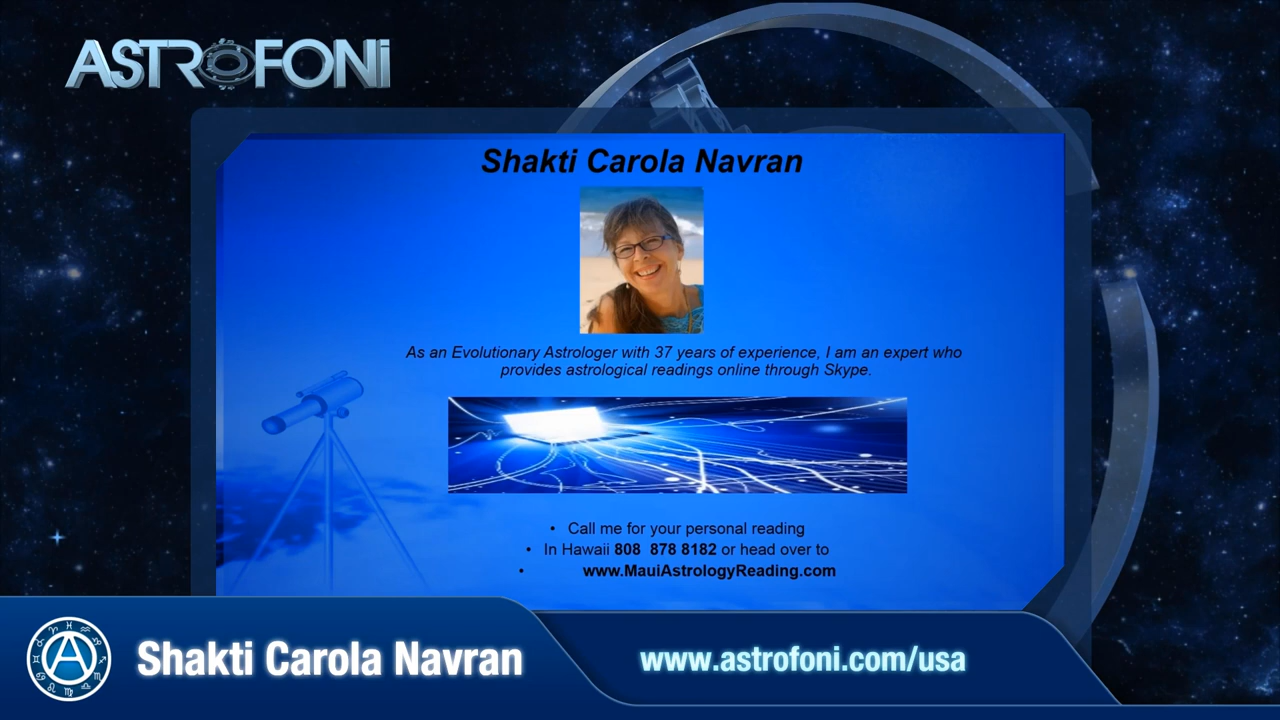 ASTROFONi
Shakti Carola Navran
As an Evolutionary Astrologer with 37 years of experience, I am an expert who
provides astrological readings online through Skype.
• Call me for your personal reading
• In Hawaii 808 878 8182 or head over to
• www.MauiAstrologyReading.com
A
Shakti Carola Navran
www.astrofoni.com/usa